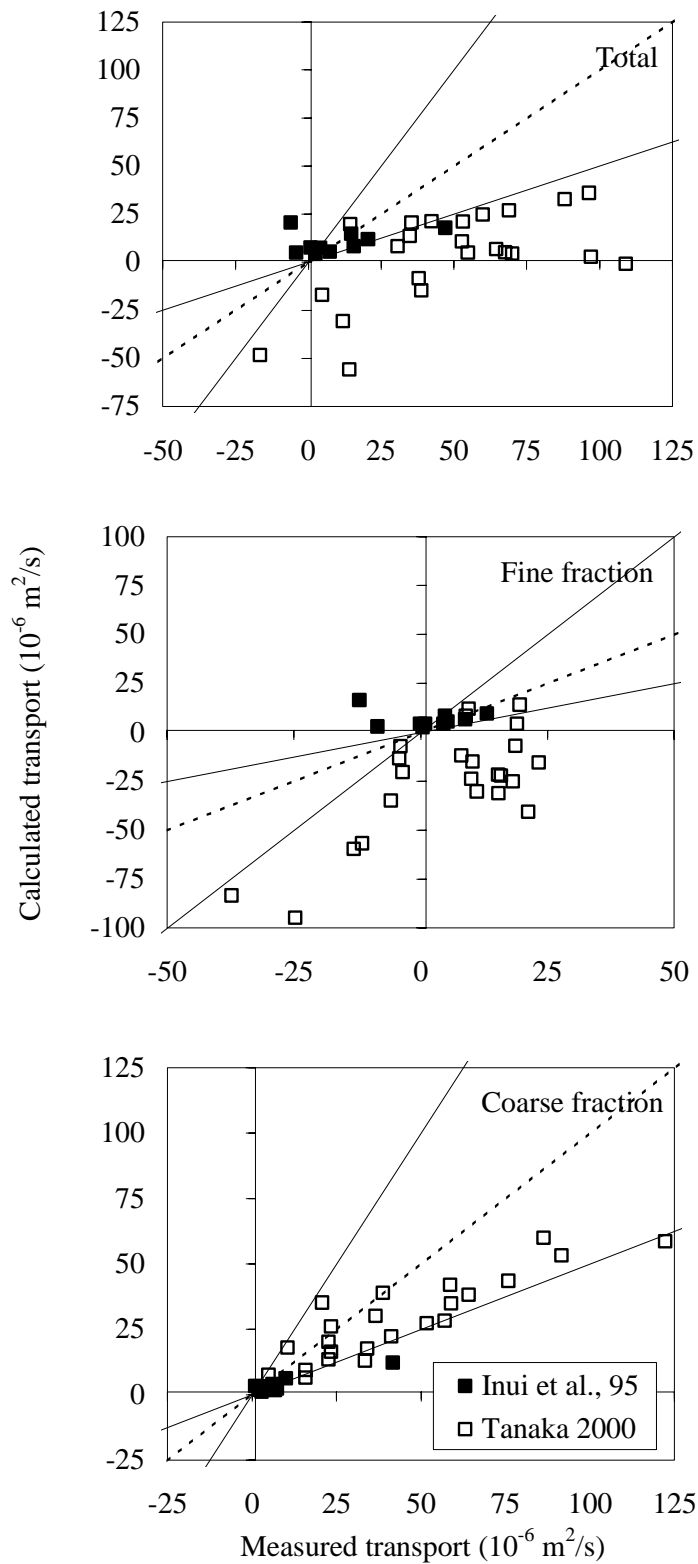 125
100
75
50
25
0
-25
-50
-75
Total
-50 -25 0 25 50 75 100 125
Calculated transport (10⁻⁶ m²/s)
100
75
50
25
0
-25
-50
-75
-100
Fine fraction
-50 -25 0 25 50
125
100
75
50
25
0
-25
Coarse fraction
Inui et al., 95
Tanaka 2000
-25 0 25 50 75 100 125
Measured transport (10⁻⁶ m²/s)